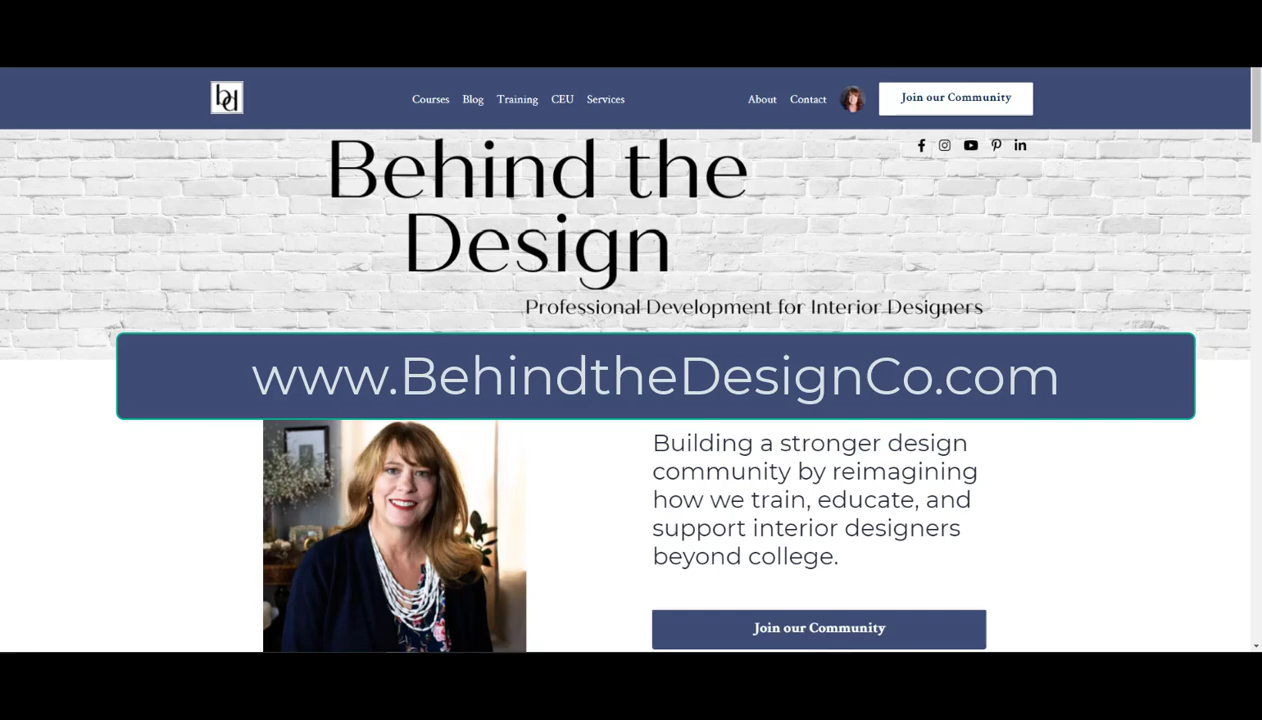 bd
Courses Blog Training CEU Services About Contact Join our Community
Behind the
Design
Professional Development for Interior Designers
www.BehindtheDesignCo.com
Building a stronger design
community by reimagining
how we train, educate, and
support interior designers
beyond college.
Join our Community